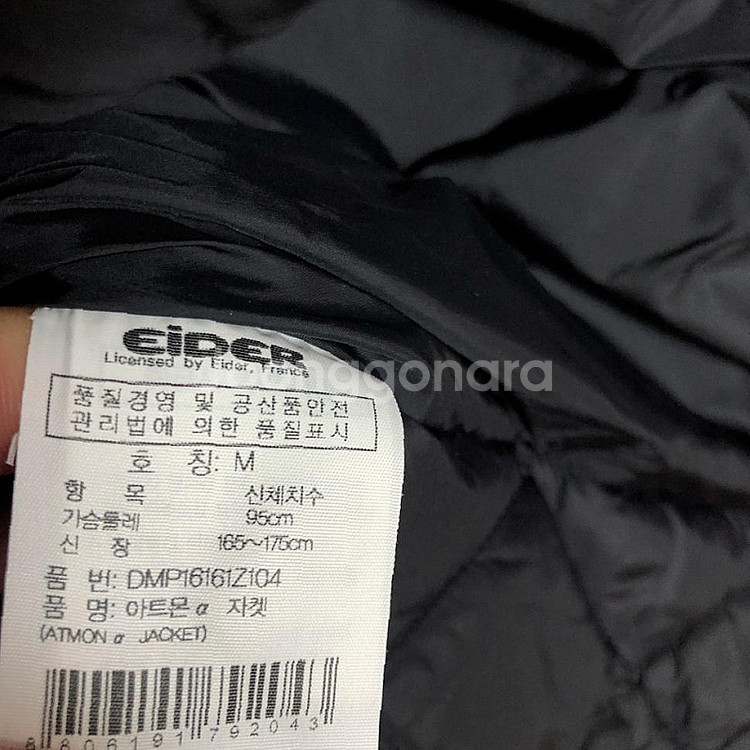 EiDER
Licensed by Eider, France
품질경영 및 공산품안전
관리법에 의한 품질표시
호 칭: M
항 목 신체치수
가슴둘레 95cm
신 장 165~175cm
품 번: DMP16161Z104
품 명: 아트몬α 자켓
(ATMON α JACKET)
8 806191 792043